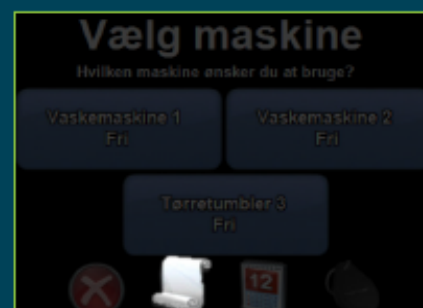 Vælg maskine
Hvilken maskine ønsker du at bruge?
Vaskemaskine 1
Fri
Vaskemaskine 2
Fri
Tørretumbler 3
Fri
12